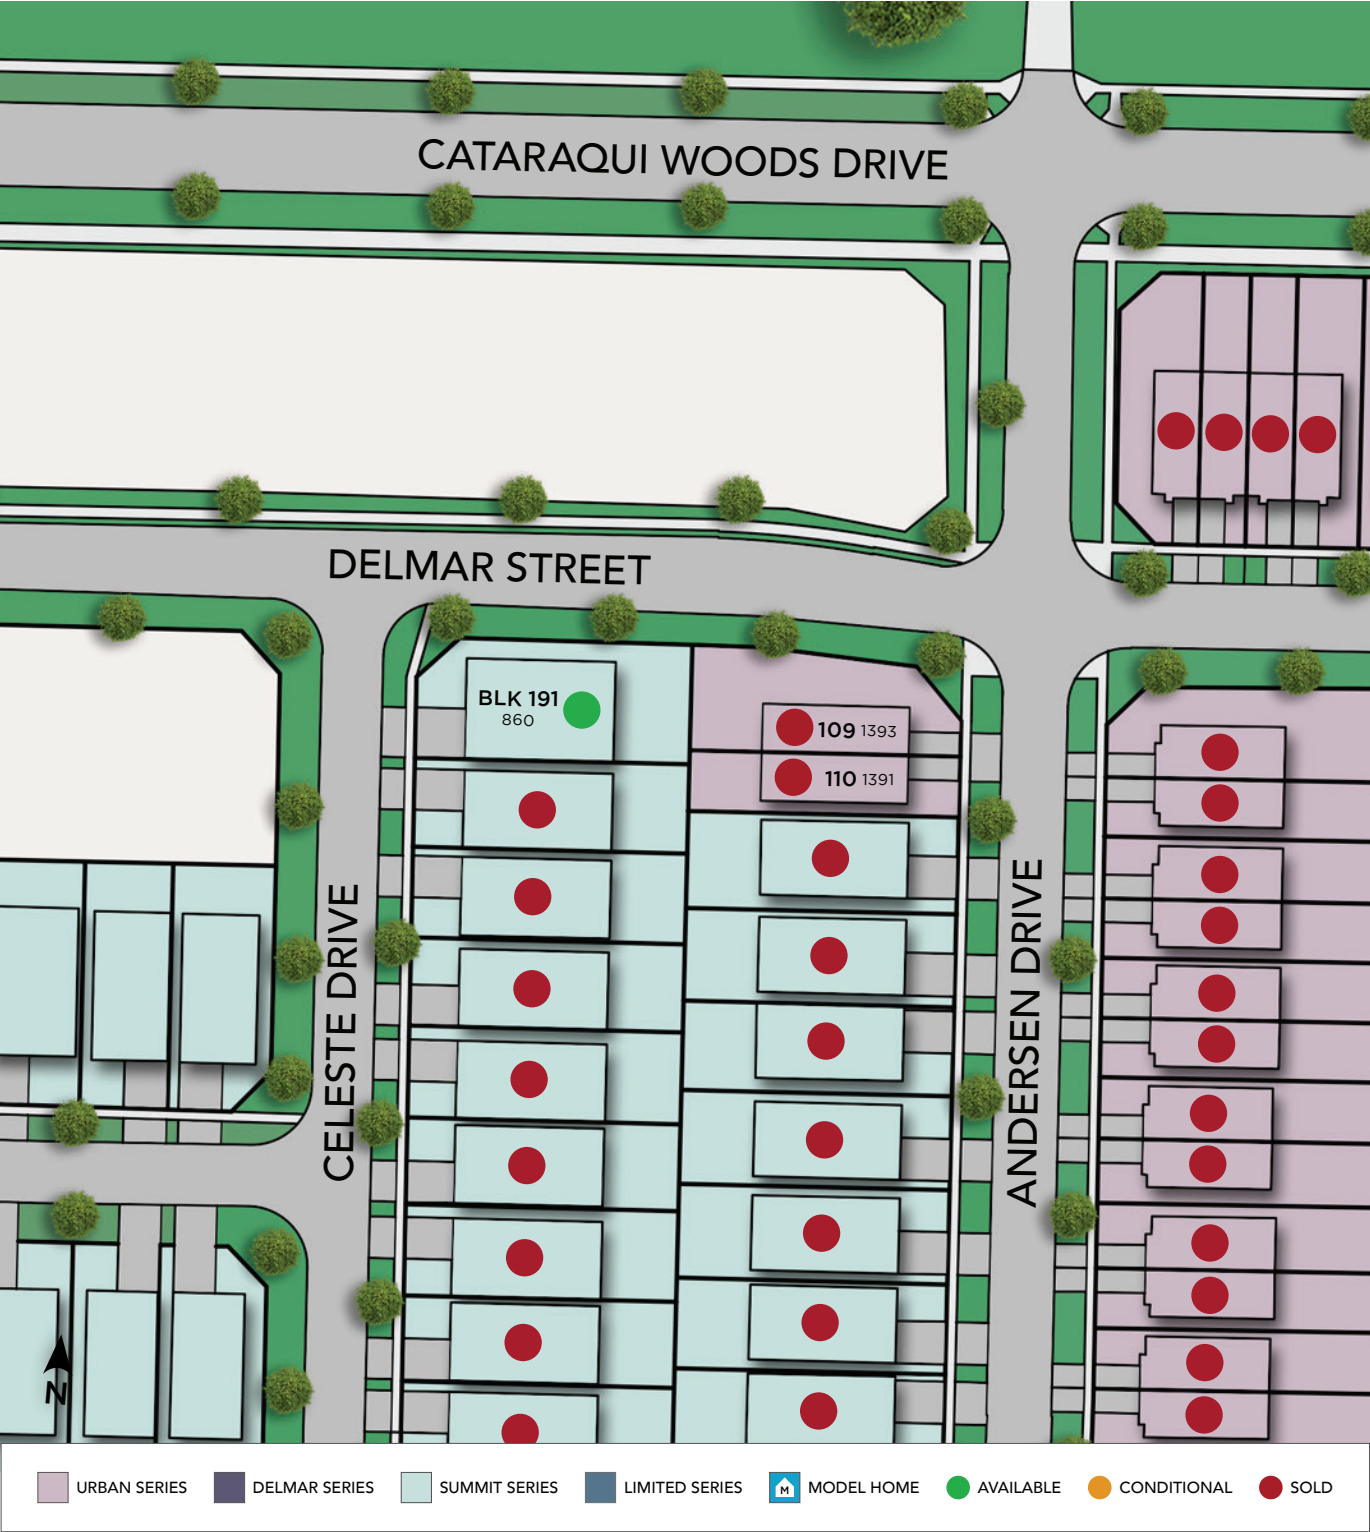 CATARAQUI WOODS DRIVE
DELMAR STREET
BLK 191
860
109 1393
110 1391
CELESTE DRIVE
ANDERSEN DRIVE
N
URBAN SERIES
DELMAR SERIES
SUMMIT SERIES
LIMITED SERIES
M
MODEL HOME
AVAILABLE
CONDITIONAL
SOLD